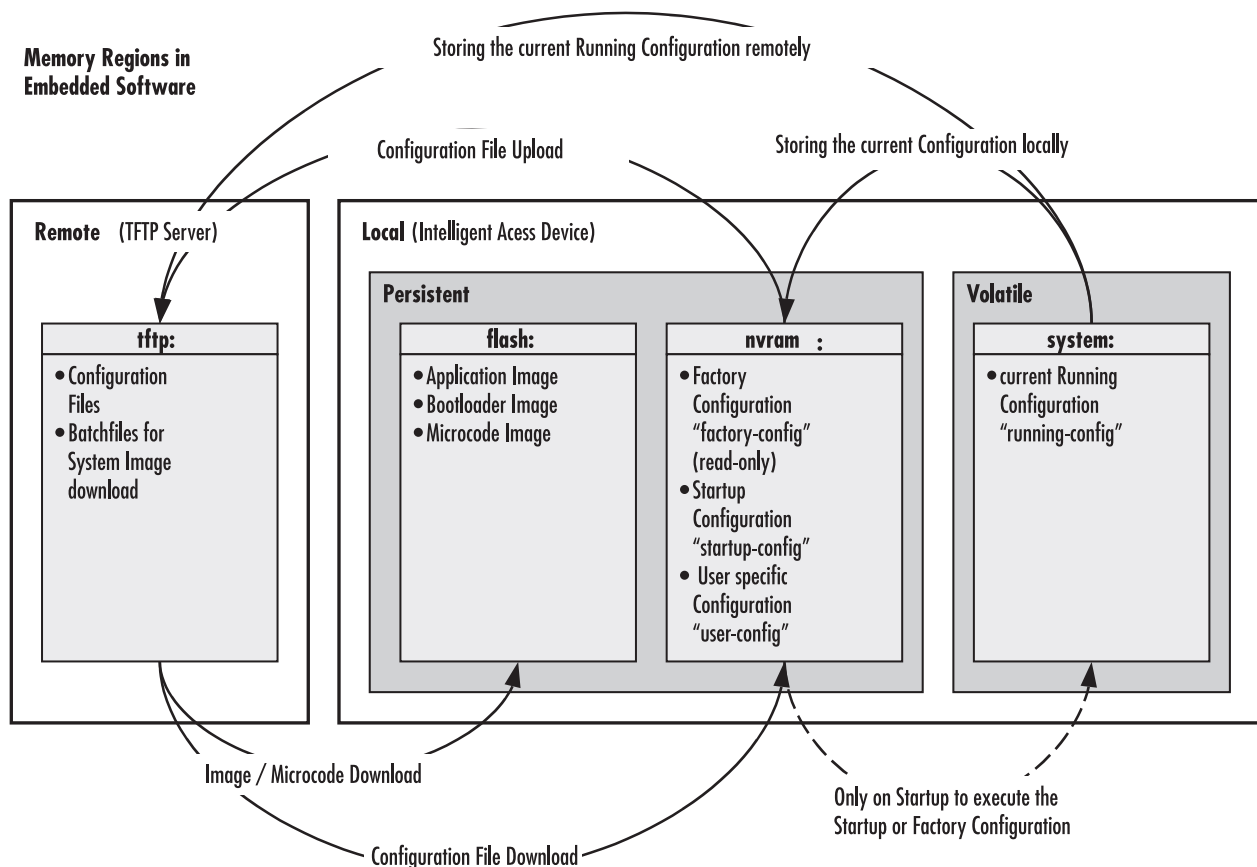 Memory Regions in
Embedded Software
Storing the current Running Configuration remotely
Configuration File Upload
Storing the current Configuration locally
Remote (TFTP Server)
tftp:
• Configuration
Files
• Batchfiles for
System Image
download
Local (Intelligent Acess Device)
Persistent
flash:
• Application Image
• Bootloader Image
• Microcode Image
nvram :
• Factory
Configuration
“factory-config”
(read-only)
• Startup
Configuration
“startup-config”
• User specific
Configuration
“user-config”
Volatile
system:
• current Running
Configuration
“running-config”
Image / Microcode Download
Configuration File Download
Only on Startup to execute the
Startup or Factory Configuration